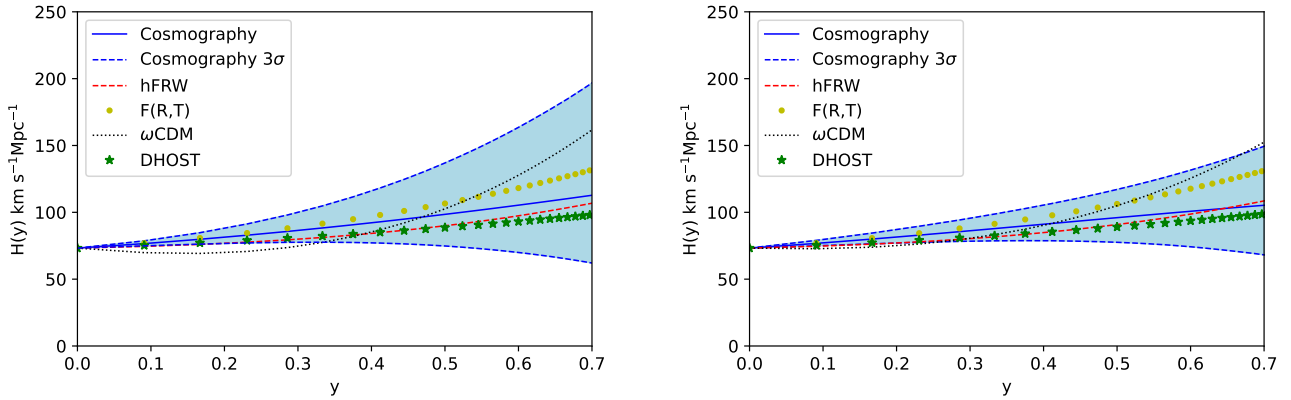 250
200
150
100
50
0
H(y) km s⁻¹Mpc⁻¹
Cosmography
Cosmography 3σ
hFRW
F(R,T)
ωCDM
DHOST
0.0 0.1 0.2 0.3 0.4 0.5 0.6 0.7
y
250
200
150
100
50
0
H(y) km s⁻¹Mpc⁻¹
Cosmography
Cosmography 3σ
hFRW
F(R,T)
ωCDM
DHOST
0.0 0.1 0.2 0.3 0.4 0.5 0.6 0.7
y